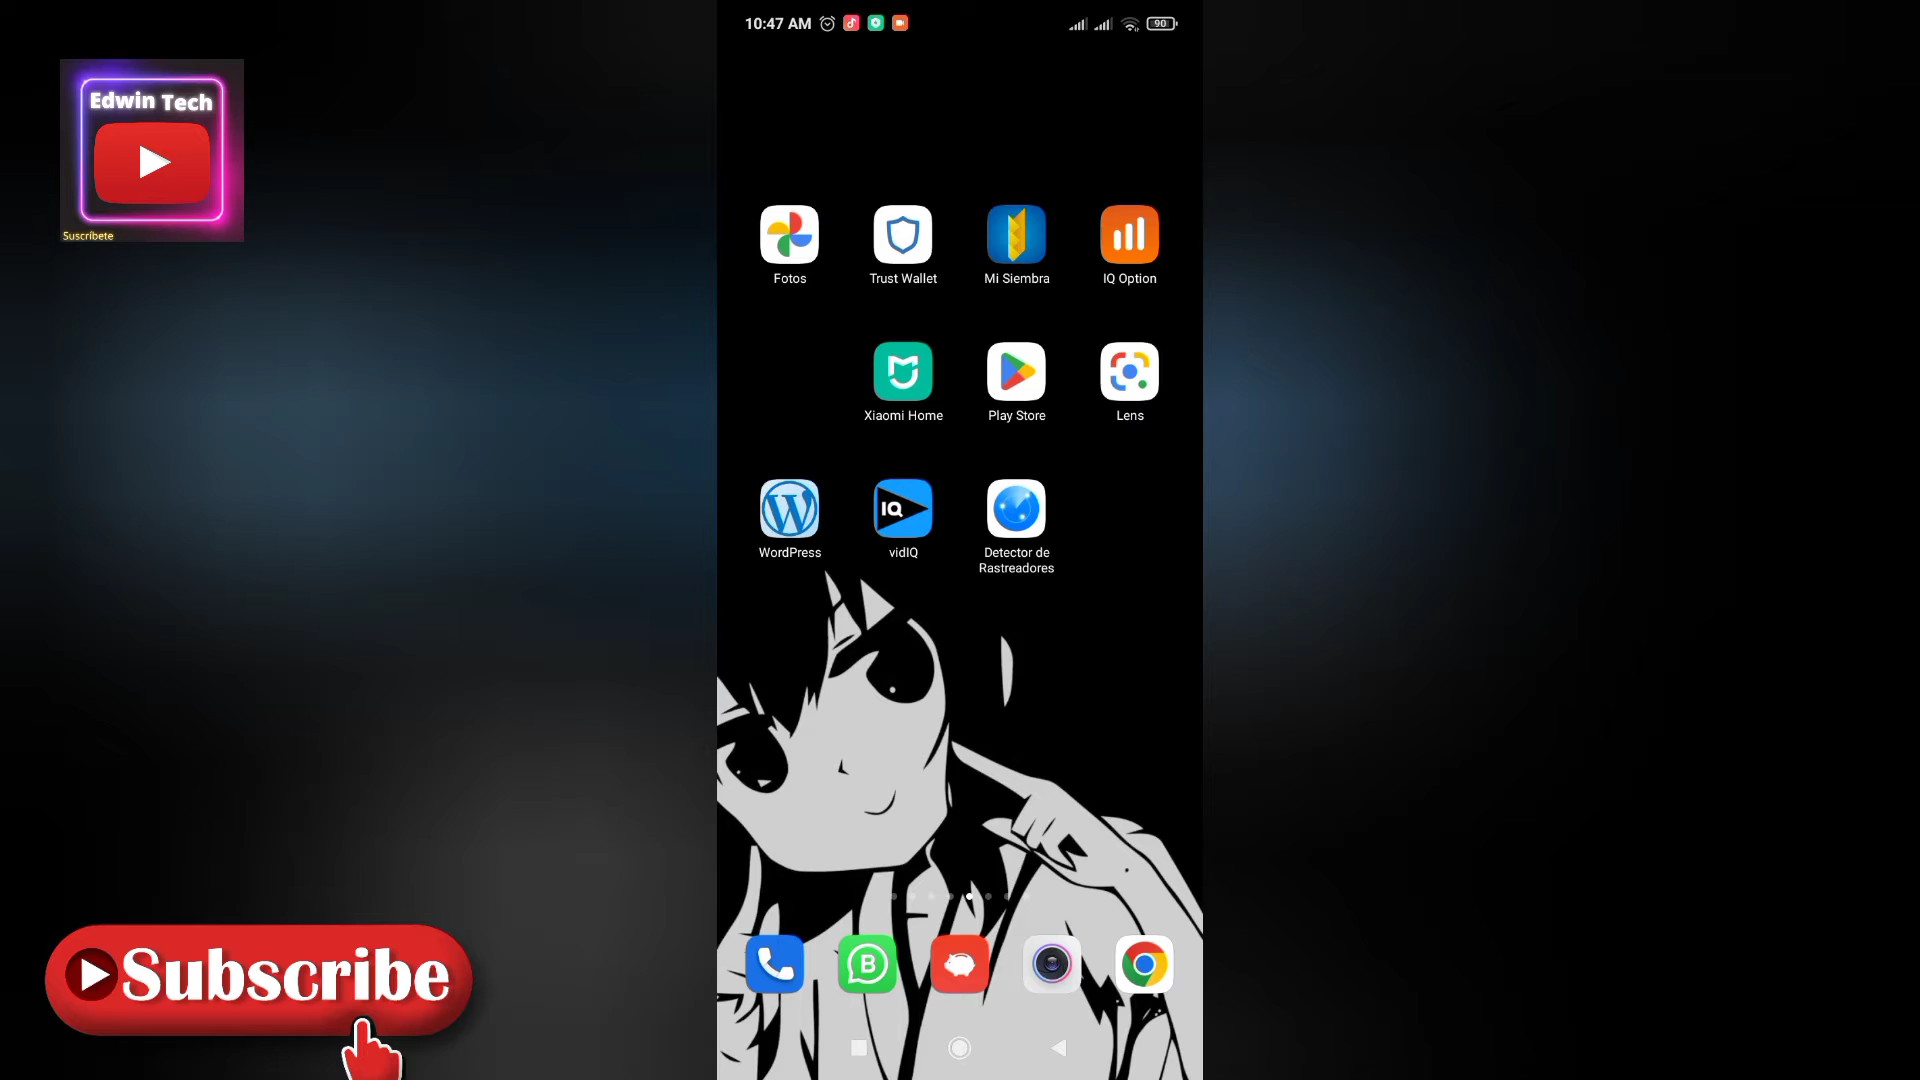 10:47 AM
90
Edwin Tech
Suscríbete
Fotos
Trust Wallet
Mi Siembra
IQ Option
Xiaomi Home
Play Store
Lens
W
IQ
WordPress
vidIQ
Detector de
Rastreadores
B
Subscribe